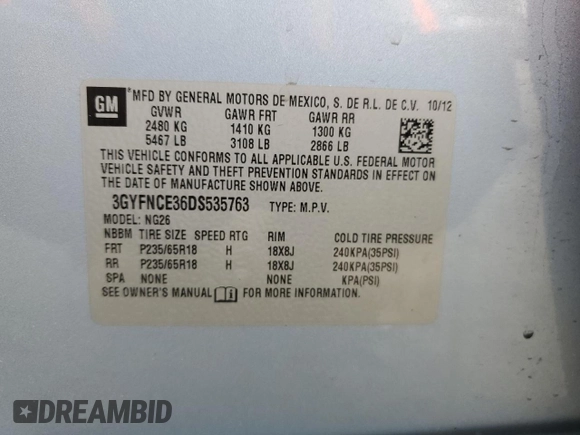 GM
*MFD BY GENERAL MOTORS DE MEXICO, S. DE R.L. DE C.V. 10/12
GVWR GAWR FRT GAWR RR
2480 KG 1410 KG 1300 KG
5467 LB 3108 LB 2866 LB
THIS VEHICLE CONFORMS TO ALL APPLICABLE U.S. FEDERAL MOTOR
VEHICLE SAFETY AND THEFT PREVENTION STANDARDS IN EFFECT ON
THE DATE OF MANUFACTURE SHOWN ABOVE.
3GYFNCE36DS535763 TYPE: M.P.V.
MODEL: NG26
NBBM TIRE SIZE SPEED RTG RIM COLD TIRE PRESSURE
FRT P235/65R18 H 18X8J 240KPA(35PSI)
RR P235/65R18 H 18X8J 240KPA(35PSI)
SPA NONE NONE KPA(PSI)
SEE OWNER'S MANUAL FOR MORE INFORMATION.
DREAMBID